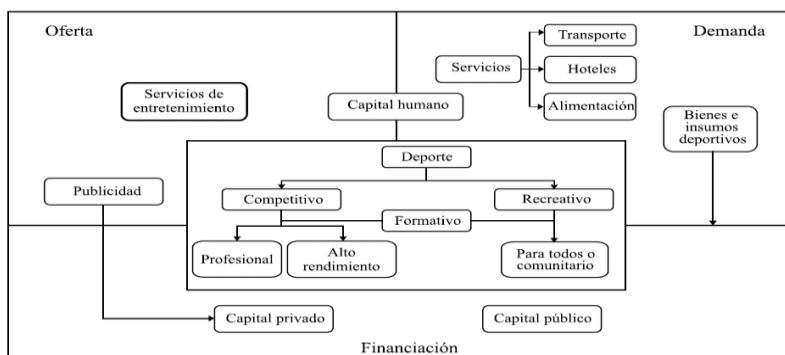 Oferta
Demanda
Transporte
Servicios
Hoteles
Alimentación
Servicios de
entretenimiento
Capital humano
Bienes e
insumos
deportivos
Deporte
Publicidad
Competitivo
Recreativo
Formativo
Profesional
Alto
rendimiento
Para todos o
comunitario
Capital privado
Capital público
Financiación